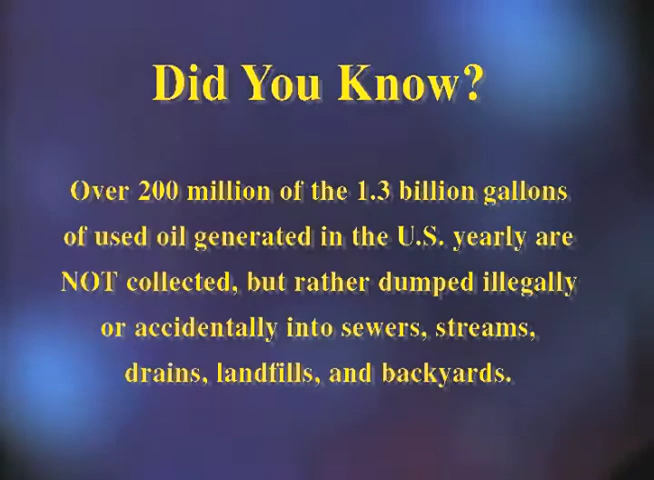 Did You Know?
Over 200 million of the 1.3 billion gallons
of used oil generated in the U.S. yearly are
NOT collected, but rather dumped illegally
or accidentally into sewers, streams,
drains, landfills, and backyards.